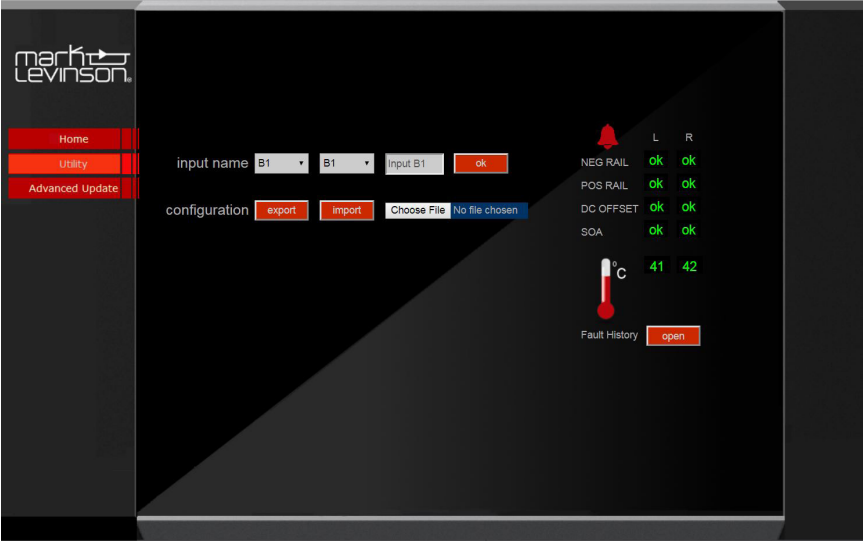 mark
Levinson®
Home
Utility
Advanced Update
input name B1 B1 Input B1 ok
configuration export import Choose File No file chosen
L R
NEG RAIL ok ok
POS RAIL ok ok
DC OFFSET ok ok
SOA ok ok
°C 41 42
Fault History open